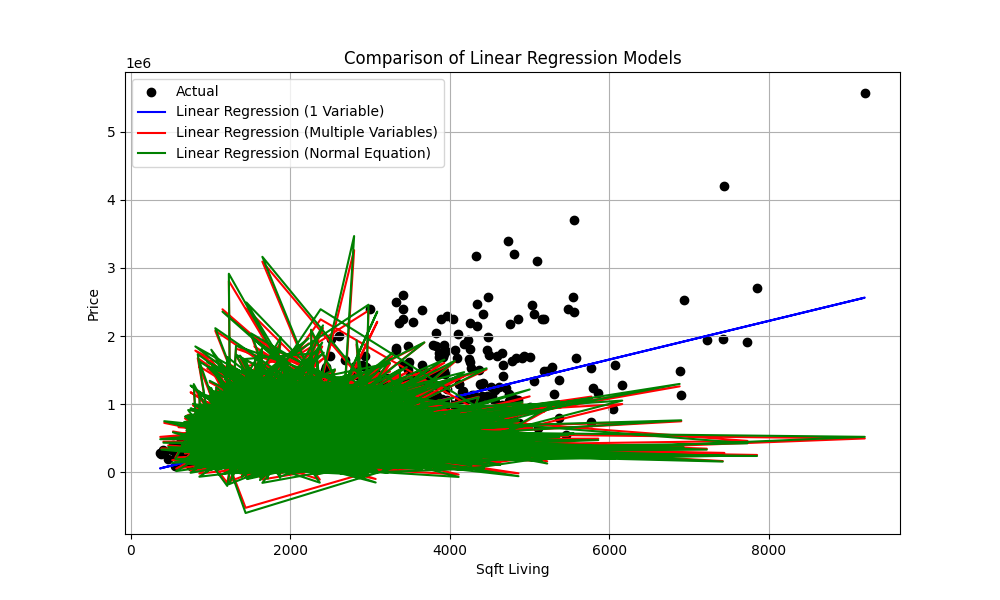 Comparison of Linear Regression Models
1e6
Actual
Linear Regression (1 Variable)
Linear Regression (Multiple Variables)
Linear Regression (Normal Equation)
5
4
3
2
1
0
Price
0 2000 4000 6000 8000
Sqft Living